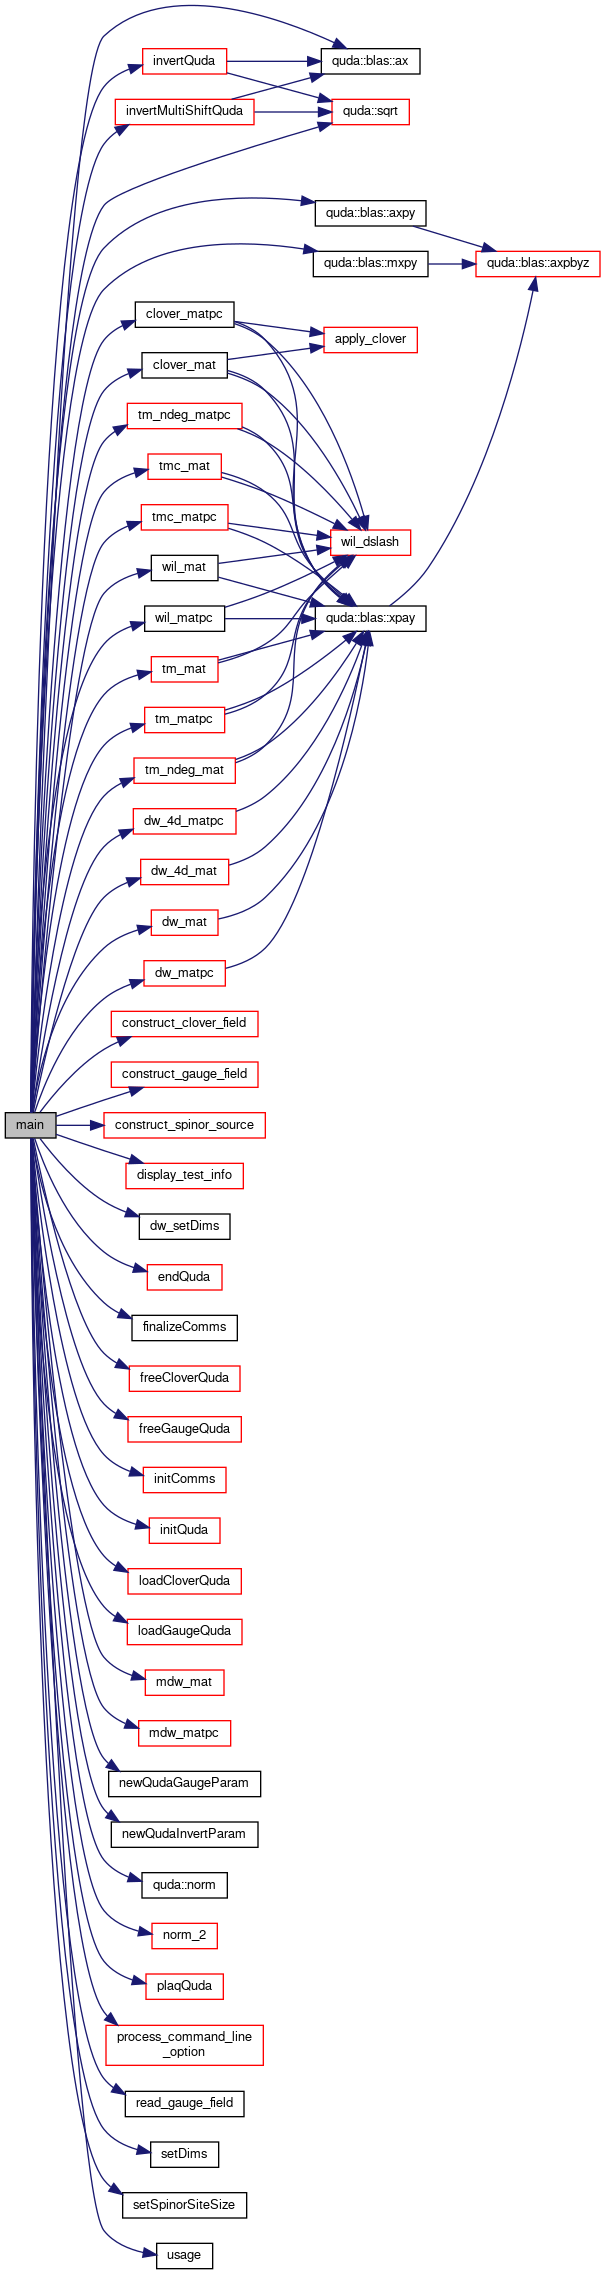 invertQuda
quda::blas::ax
invertMultiShiftQuda
quda::sqrt
quda::blas::axpy
quda::blas::mxpy
quda::blas::axpbyz
clover_matpc
apply_clover
clover_mat
tm_ndeg_matpc
tmc_mat
tmc_matpc
wil_dslash
wil_mat
wil_matpc
quda::blas::xpay
tm_mat
tm_matpc
tm_ndeg_mat
dw_4d_matpc
dw_4d_mat
dw_mat
dw_matpc
construct_clover_field
construct_gauge_field
main
construct_spinor_source
display_test_info
dw_setDims
endQuda
finalizeComms
freeCloverQuda
freeGaugeQuda
initComms
initQuda
loadCloverQuda
loadGaugeQuda
mdw_mat
mdw_matpc
newQudaGaugeParam
newQudaInvertParam
quda::norm
norm_2
plaqQuda
process_command_line
_option
read_gauge_field
setDims
setSpinorSiteSize
usage